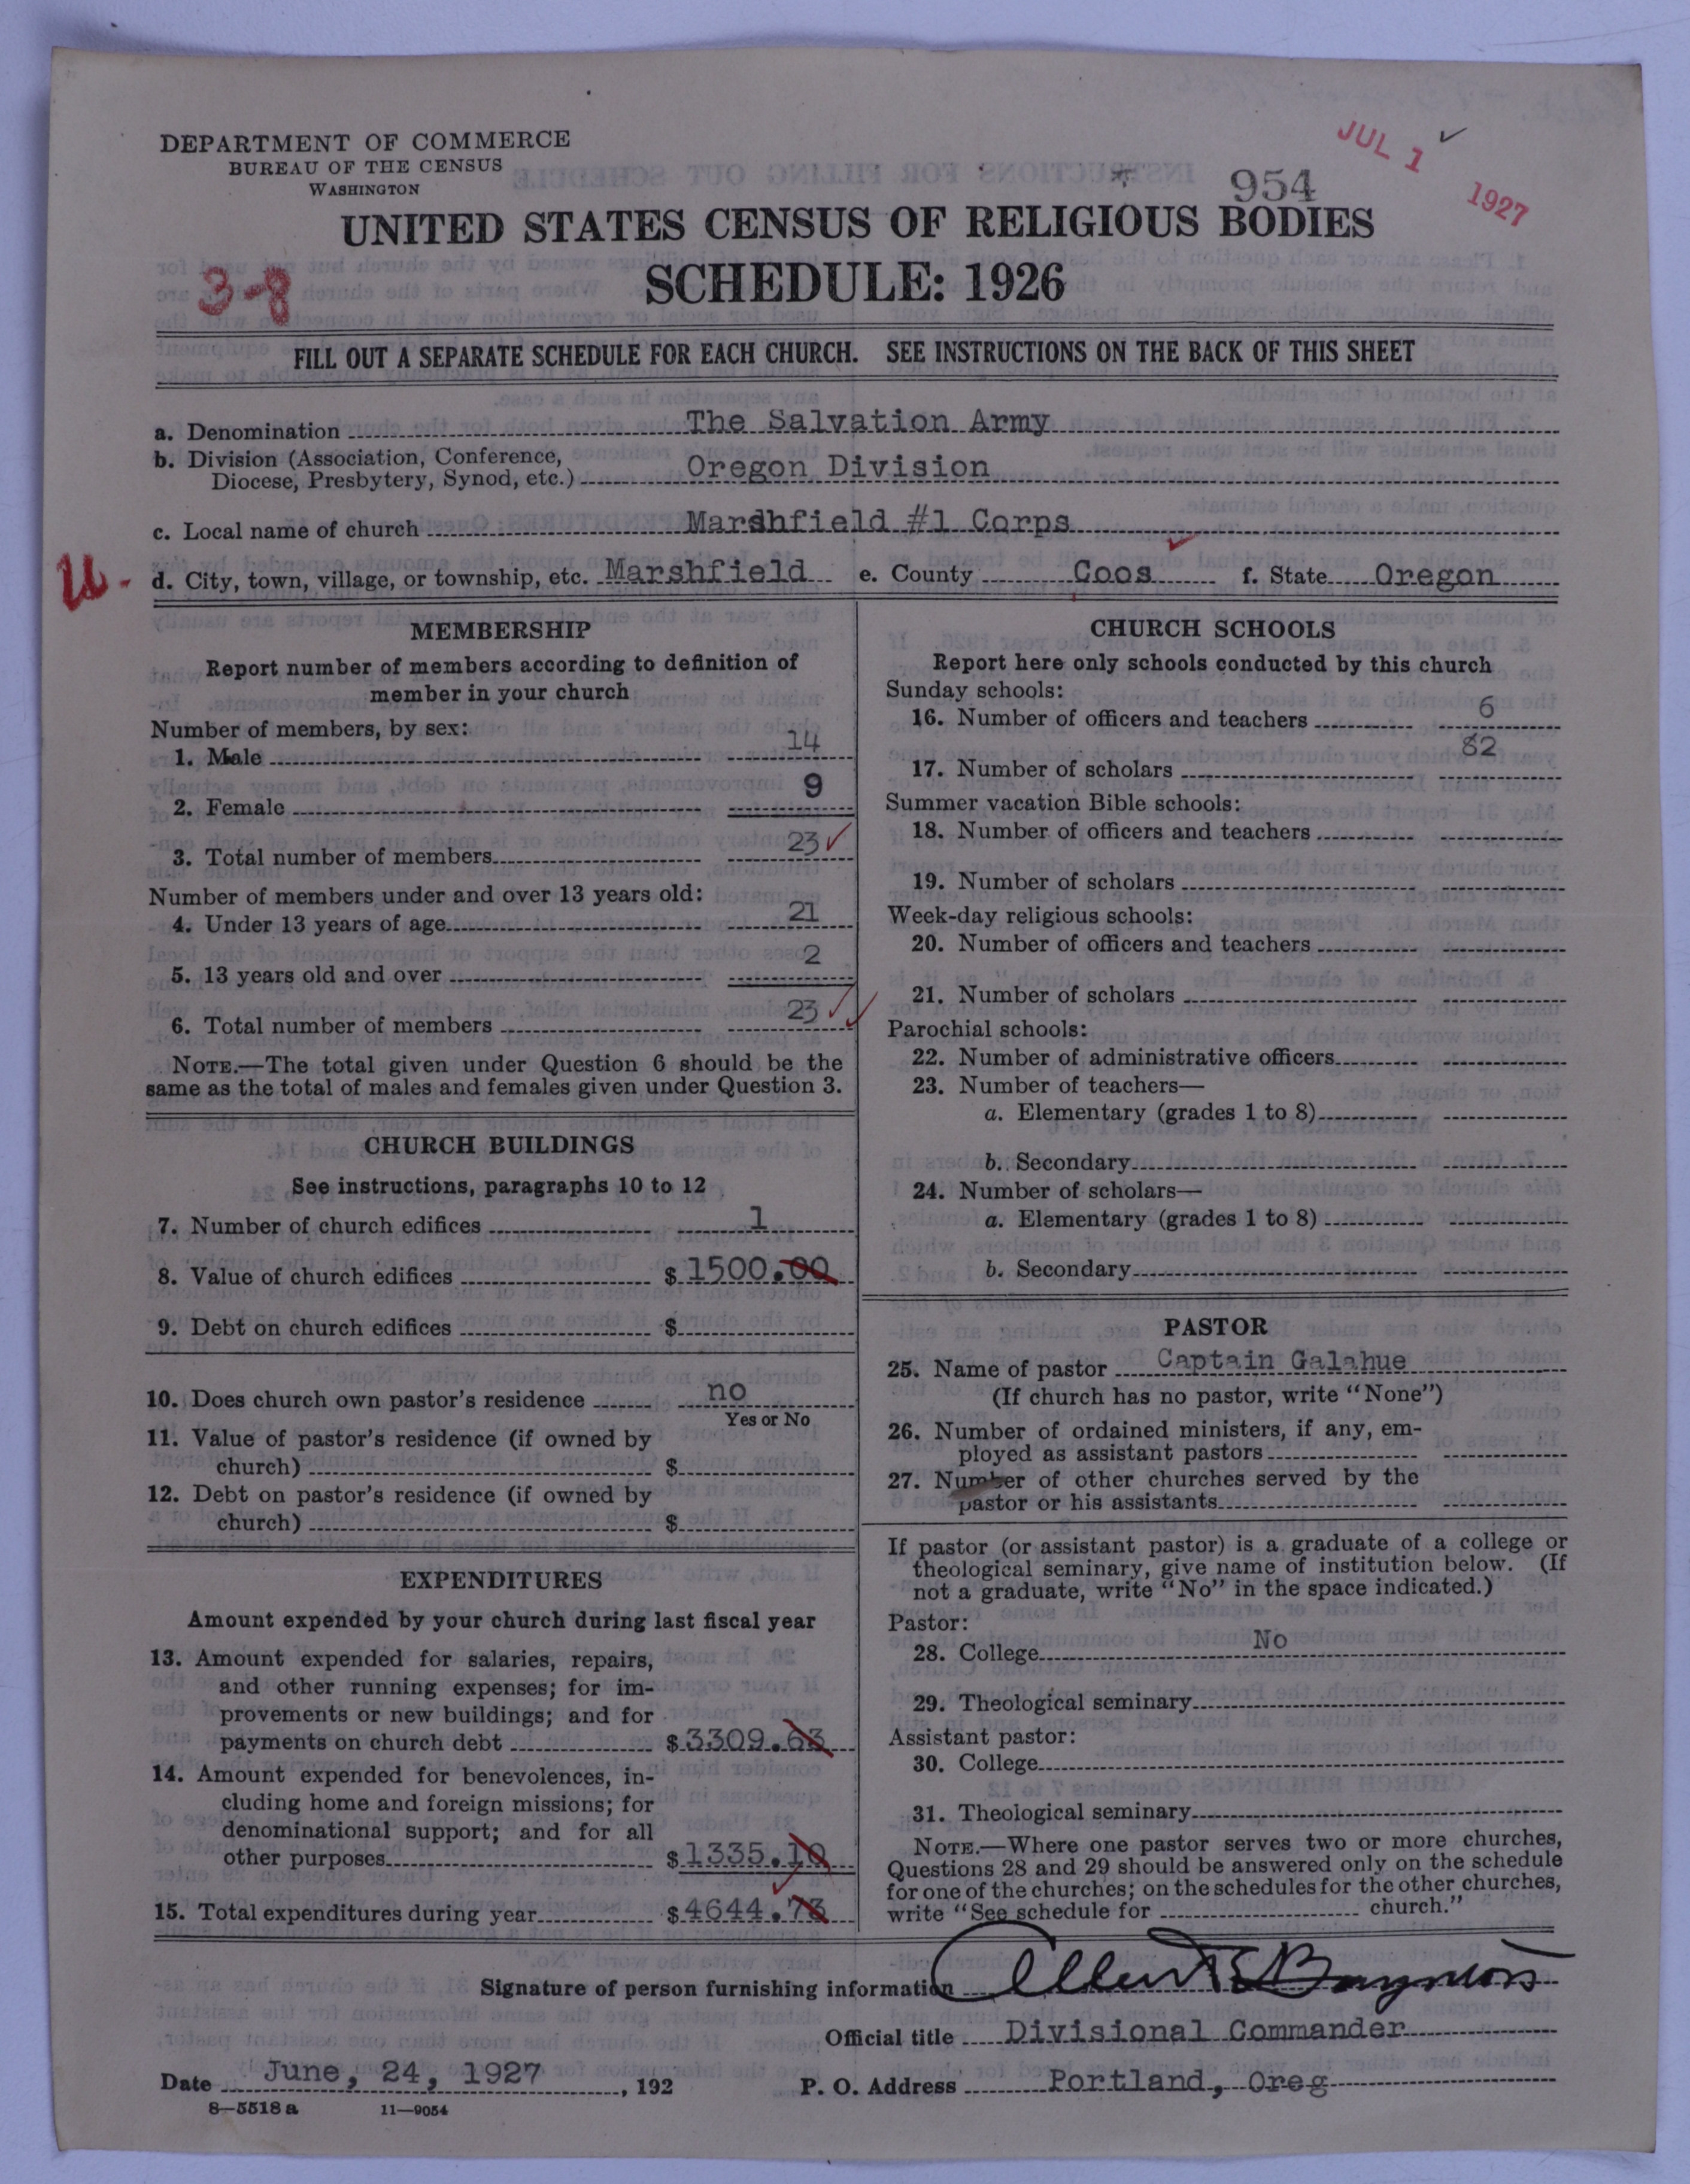 DEPARTMENT OF COMMERCE
BUREAU OF THE CENSUS
WASHINGTON
JUL 1 1927
954
UNITED STATES CENSUS OF RELIGIOUS BODIES
3-8
SCHEDULE: 1926
FILL OUT A SEPARATE SCHEDULE FOR EACH CHURCH. SEE INSTRUCTIONS ON THE BACK OF THIS SHEET
a. Denomination The Salvation Army
b. Division (Association, Conference,
Diocese, Presbytery, Synod, etc.) Oregon Division
c. Local name of church Marshfield #1 Corps
U - d. City, town, village, or township, etc. Marshfield e. County Coos f. State Oregon
MEMBERSHIP
Report number of members according to definition of
member in your church
Number of members, by sex:
1. Male 14
2. Female 9
3. Total number of members 23
Number of members under and over 13 years old:
4. Under 13 years of age 21
5. 13 years old and over 2
6. Total number of members 23
NOTE.—The total given under Question 6 should be the
same as the total of males and females given under Question 3.
CHURCH BUILDINGS
See instructions, paragraphs 10 to 12
7. Number of church edifices 1
8. Value of church edifices $ 1500.00
9. Debt on church edifices $
10. Does church own pastor's residence no
Yes or No
11. Value of pastor's residence (if owned by
church) $
12. Debt on pastor's residence (if owned by
church) $
EXPENDITURES
Amount expended by your church during last fiscal year
13. Amount expended for salaries, repairs,
and other running expenses; for im-
provements or new buildings; and for
payments on church debt $ 3309.63
14. Amount expended for benevolences, in-
cluding home and foreign missions; for
denominational support; and for all
other purposes $ 1335.10
15. Total expenditures during year $ 4644.73
CHURCH SCHOOLS
Report here only schools conducted by this church
Sunday schools:
16. Number of officers and teachers 6
17. Number of scholars 82
Summer vacation Bible schools:
18. Number of officers and teachers
19. Number of scholars
Week-day religious schools:
20. Number of officers and teachers
21. Number of scholars
Parochial schools:
22. Number of administrative officers
23. Number of teachers—
a. Elementary (grades 1 to 8)
b. Secondary
24. Number of scholars—
a. Elementary (grades 1 to 8)
b. Secondary
PASTOR
25. Name of pastor Captain Galahue
(If church has no pastor, write "None")
26. Number of ordained ministers, if any, em-
ployed as assistant pastors
27. Number of other churches served by the
pastor or his assistants
If pastor (or assistant pastor) is a graduate of a college or
theological seminary, give name of institution below. (If
not a graduate, write "No" in the space indicated.)
Pastor:
28. College No
29. Theological seminary
Assistant pastor:
30. College
31. Theological seminary
NOTE.—Where one pastor serves two or more churches,
Questions 28 and 29 should be answered only on the schedule
for one of the churches; on the schedules for the other churches,
write "See schedule for church."
Signature of person furnishing information Albert E Baynton
Official title Divisional Commander
Date June, 24, 1927 , 192
P. O. Address Portland, Oreg
8—5518 a 11—9054